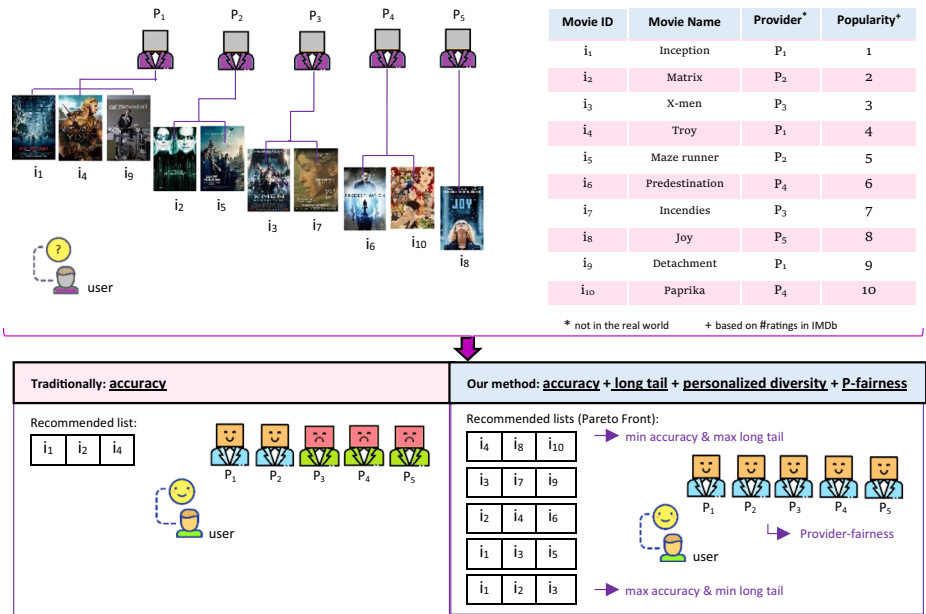 P₁ P₂ P₃ P₄ P₅
i₁ i₄ i₉
i₂ i₅
i₃ i₇
i₆ i₁₀
i₈
JOY
?
user
Movie ID Movie Name Provider* Popularity⁺
i₁ Inception P₁ 1
i₂ Matrix P₂ 2
i₃ X-men P₃ 3
i₄ Troy P₁ 4
i₅ Maze runner P₂ 5
i₆ Predestination P₄ 6
i₇ Incendies P₃ 7
i₈ Joy P₅ 8
i₉ Detachment P₁ 9
i₁₀ Paprika P₄ 10
* not in the real world + based on #ratings in IMDb
Traditionally: accuracy
Recommended list:
i₁ i₂ i₄
P₁ P₂ P₃ P₄ P₅
user
Our method: accuracy + long tail + personalized diversity + P-fairness
Recommended lists (Pareto Front):
i₄ i₈ i₁₀
min accuracy & max long tail
i₃ i₇ i₉
i₂ i₄ i₆
i₁ i₃ i₅
i₁ i₂ i₃
max accuracy & min long tail
P₁ P₂ P₃ P₄ P₅
Provider-fairness
user